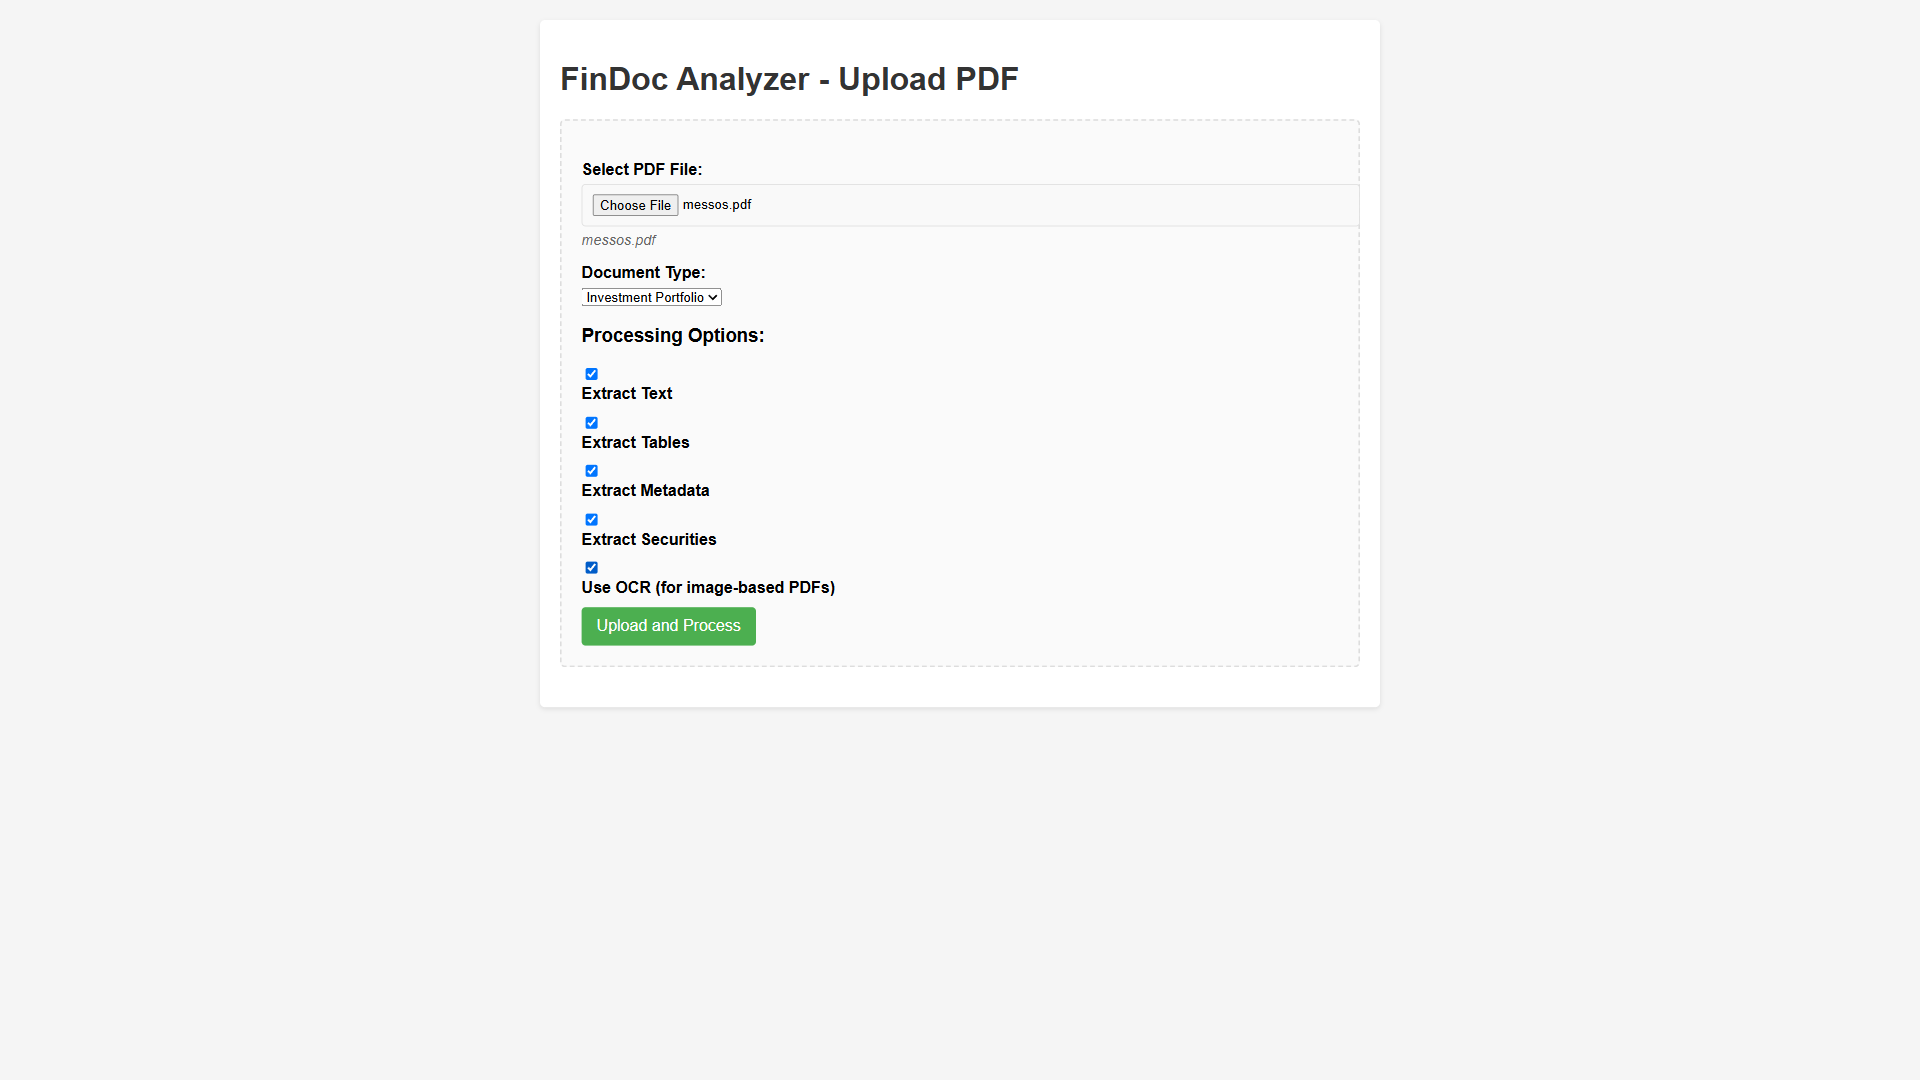 FinDoc Analyzer - Upload PDF
Select PDF File:
Choose File messos.pdf
messos.pdf
Document Type:
Investment Portfolio
Processing Options:
Extract Text
Extract Tables
Extract Metadata
Extract Securities
Use OCR (for image-based PDFs)
Upload and Process